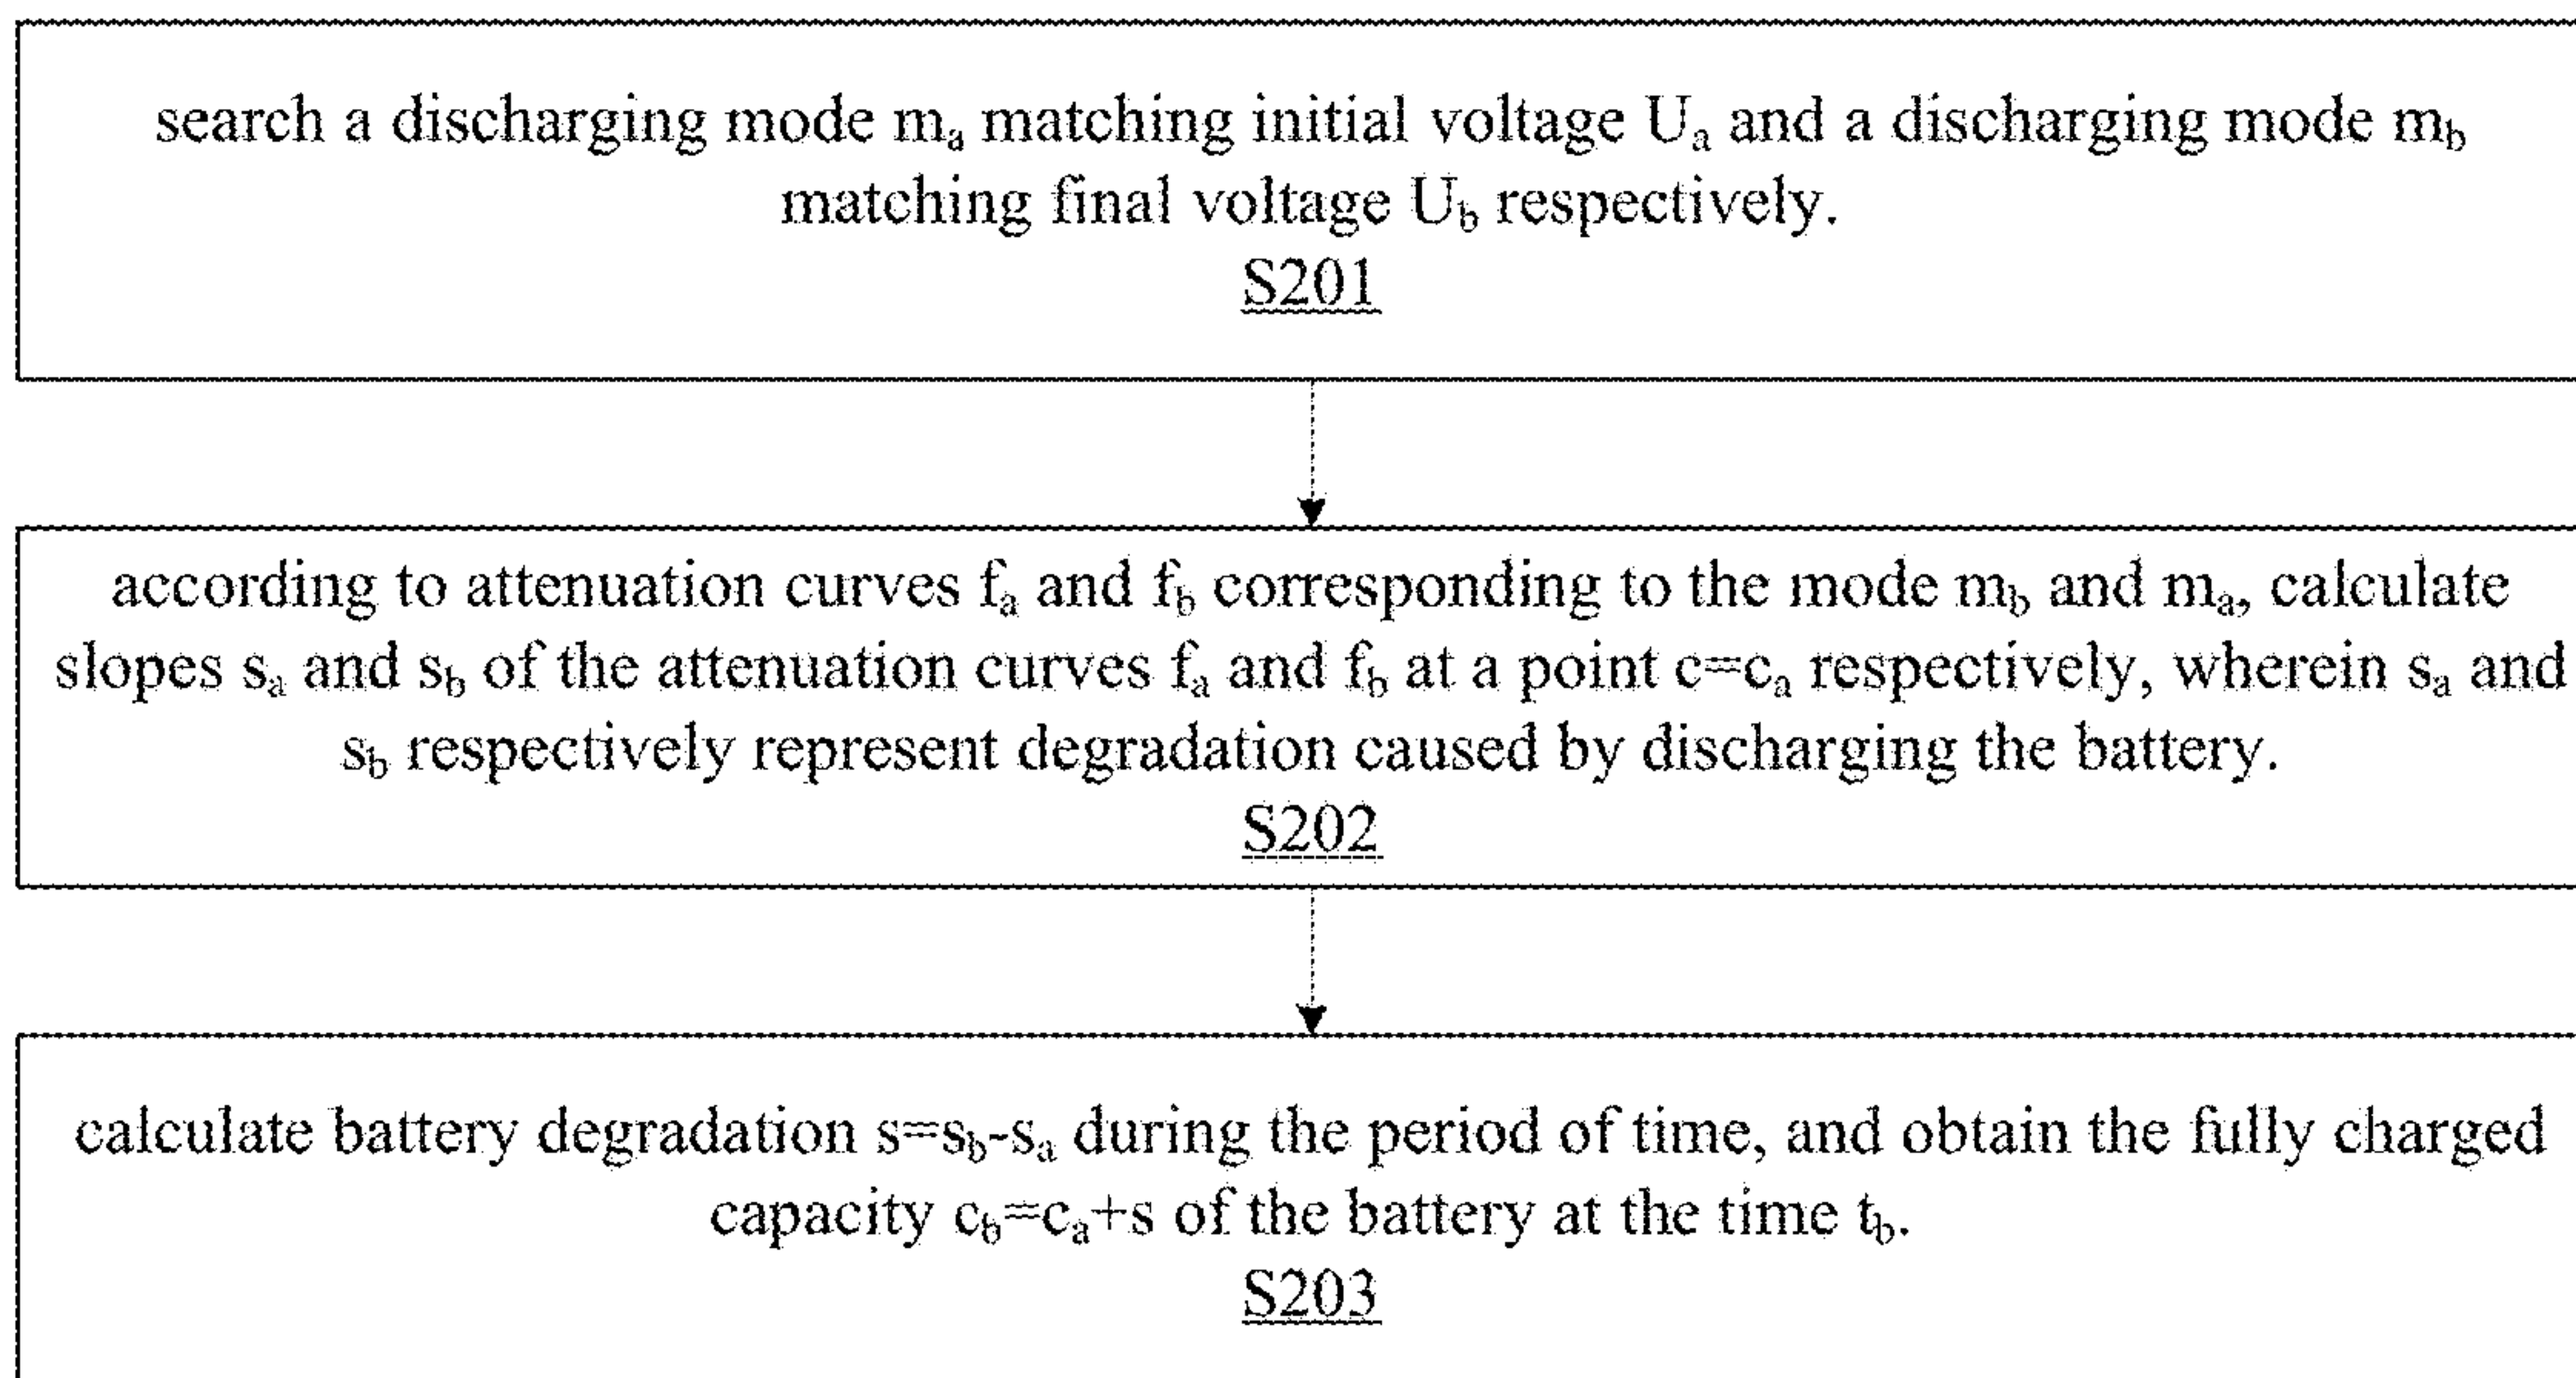 search a discharging mode mₐ matching initial voltage Uₐ and a discharging mode m_b
matching final voltage U_b respectively.
S201
according to attenuation curves fₐ and f_b corresponding to the mode m_b and mₐ, calculate
slopes sₐ and s_b of the attenuation curves fₐ and f_b at a point c=cₐ respectively, wherein sₐ and
s_b respectively represent degradation caused by discharging the battery.
S202
calculate battery degradation s=s_b-sₐ during the period of time, and obtain the fully charged
capacity c_b=cₐ+s of the battery at the time t_b.
S203